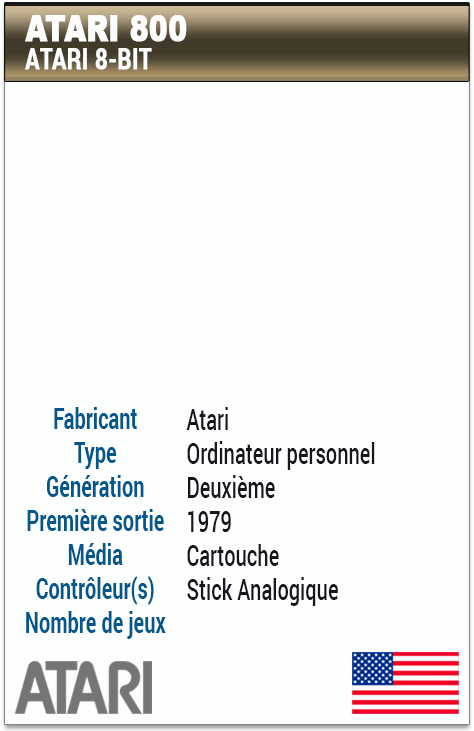 ATARI 800
ATARI 8-BIT
Fabricant Atari
Type Ordinateur personnel
Génération Deuxième
Première sortie 1979
Média Cartouche
Contrôleur(s) Stick Analogique
Nombre de jeux
ATARI